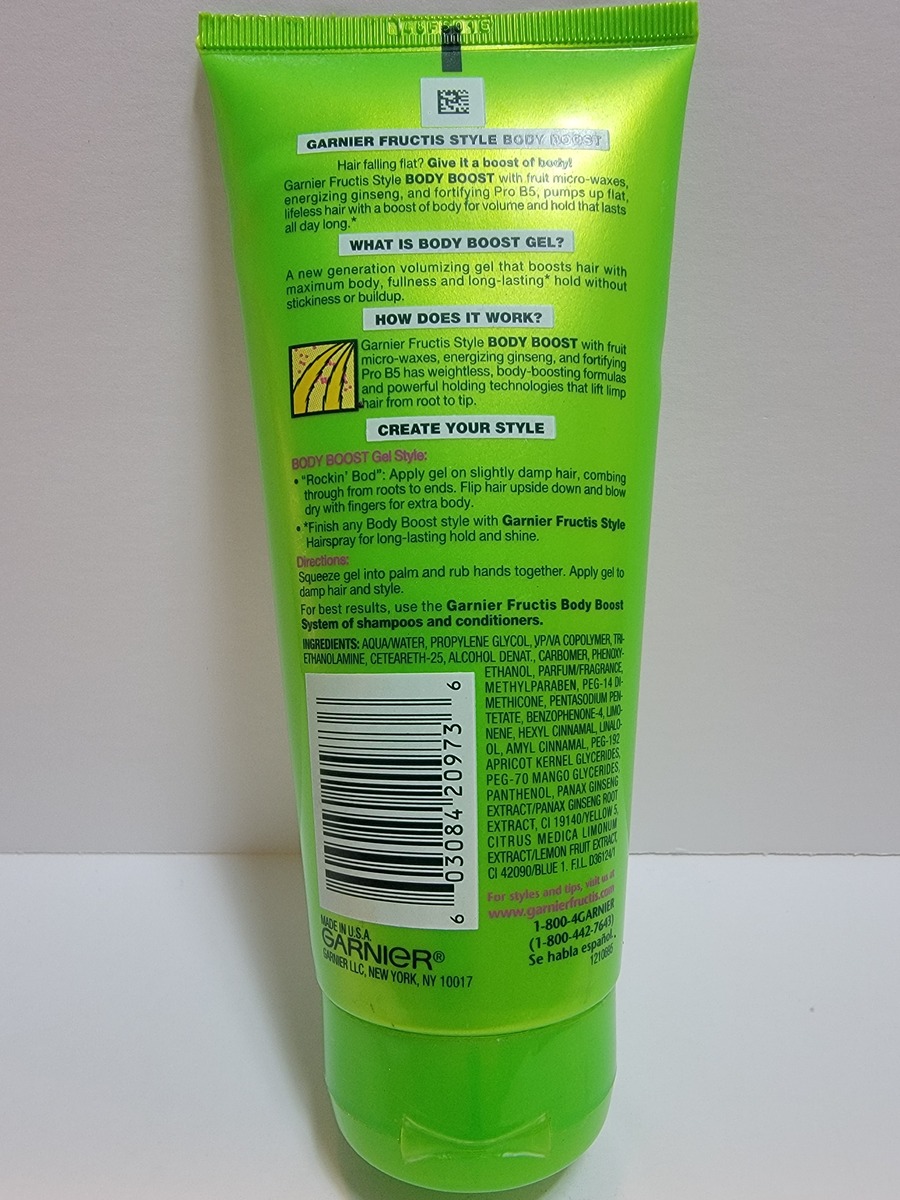 GARNIER FRUCTIS STYLE BODY BOOST
Hair falling flat? Give it a boost of body!
Garnier Fructis Style BODY BOOST with fruit micro-waxes,
energizing ginseng, and fortifying Pro B5, pumps up flat,
lifeless hair with a boost of body for volume and hold that lasts
all day long.*
WHAT IS BODY BOOST GEL?
A new generation volumizing gel that boosts hair with
maximum body, fullness and long-lasting* hold without
stickiness or buildup.
HOW DOES IT WORK?
Garnier Fructis Style BODY BOOST with fruit
micro-waxes, energizing ginseng, and fortifying
Pro B5 has weightless, body-boosting formulas
and powerful holding technologies that lift limp
hair from root to tip.
CREATE YOUR STYLE
BODY BOOST Gel Style:
• "Rockin' Bod": Apply gel on slightly damp hair, combing
through from roots to ends. Flip hair upside down and blow
dry with fingers for extra body.
• *Finish any Body Boost style with Garnier Fructis Style
Hairspray for long-lasting hold and shine.
Directions:
Squeeze gel into palm and rub hands together. Apply gel to
damp hair and style.
For best results, use the Garnier Fructis Body Boost
System of shampoos and conditioners.
INGREDIENTS: AQUA/WATER, PROPYLENE GLYCOL, VP/VA COPOLYMER, TRI-
ETHANOLAMINE, CETEARETH-25, ALCOHOL DENAT., CARBOMER, PHENOXY-
ETHANOL, PARFUM/FRAGRANCE,
METHYLPARABEN, PEG-14 DI-
METHICONE, PENTASODIUM PEN-
TETATE, BENZOPHENONE-4, LIMO-
NENE, HEXYL CINNAMAL, LINALO-
OL, AMYL CINNAMAL, PEG-192
APRICOT KERNEL GLYCERIDES,
PEG-70 MANGO GLYCERIDES,
PANTHENOL, PANAX GINSENG
EXTRACT/PANAX GINSENG ROOT
EXTRACT, CI 19140/YELLOW 5,
CITRUS MEDICA LIMONUM
EXTRACT/LEMON FRUIT EXTRACT,
CI 42090/BLUE 1. F.I.L. D36124/1
6 03084 20973 6
For styles and tips, visit us at
www.garnierfructis.com
1-800-4GARNIER
(1-800-442-7643)
Se habla español.
MADE IN U.S.A.
GARNIER®
GARNIER LLC, NEW YORK, NY 10017